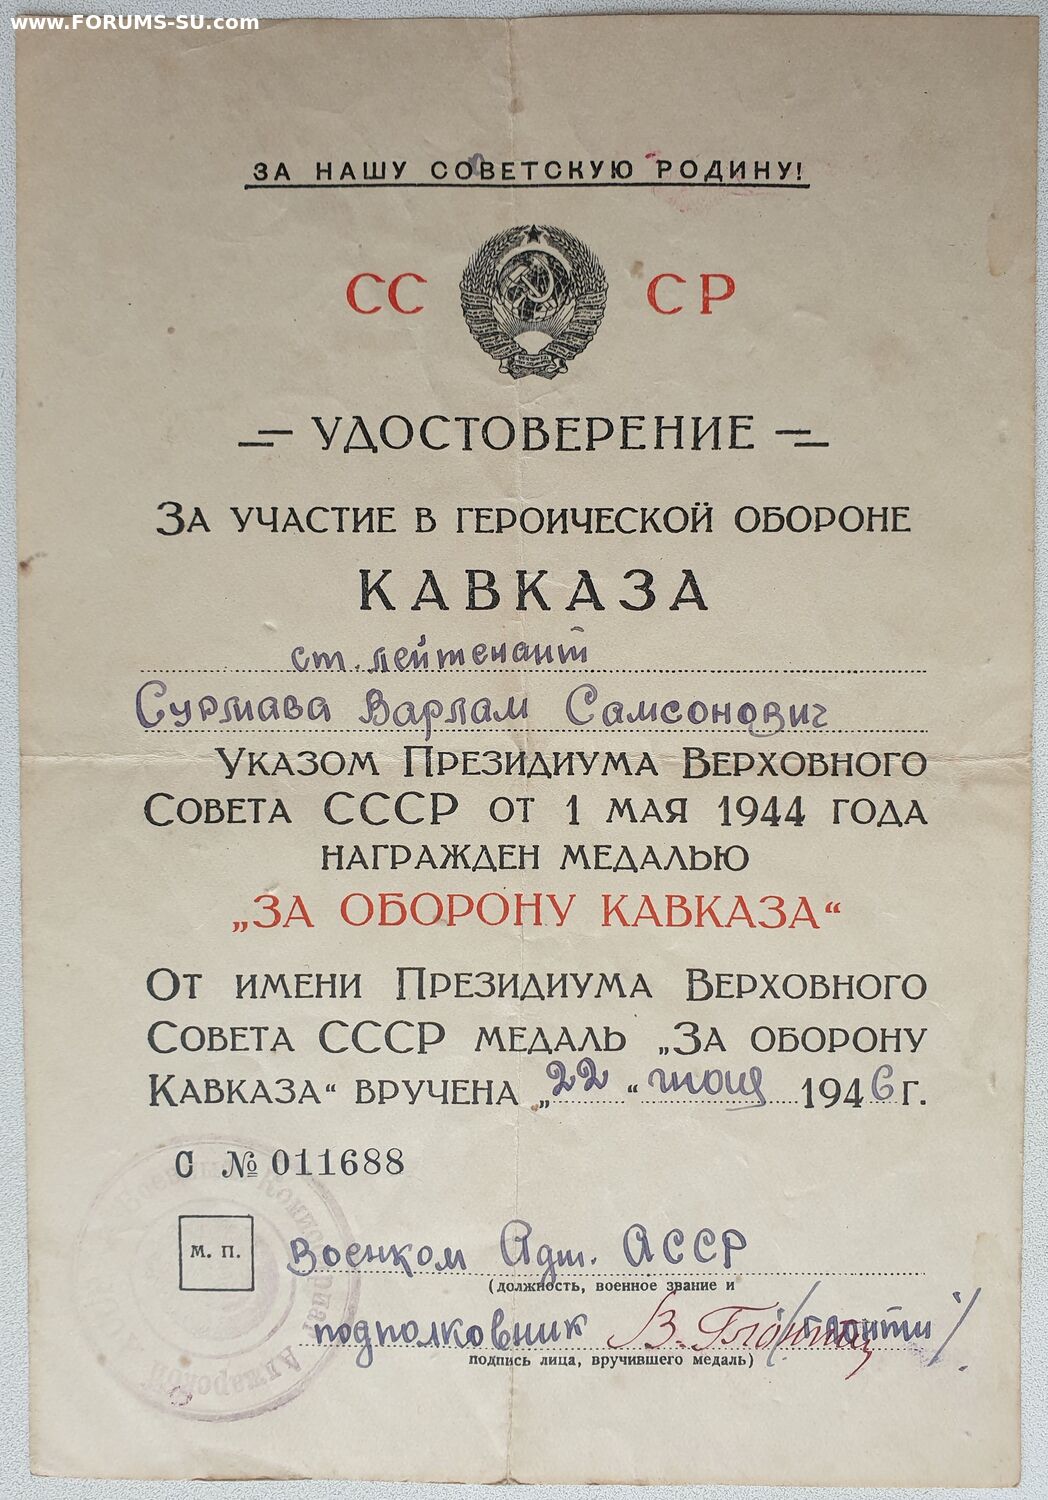 www.FORUMS-SU.com
ЗА НАШУ СОВЕТСКУЮ РОДИНУ!
СС СР
УДОСТОВЕРЕНИЕ
ЗА УЧАСТИЕ В ГЕРОИЧЕСКОЙ ОБОРОНЕ
КАВКАЗА
ст. лейтенант
Сурмава Варлам Самсонович
УКАЗОМ ПРЕЗИДИУМА ВЕРХОВНОГО
СОВЕТА СССР ОТ 1 МАЯ 1944 ГОДА
НАГРАЖДЕН МЕДАЛЬЮ
„ЗА ОБОРОНУ КАВКАЗА“
ОТ ИМЕНИ ПРЕЗИДИУМА ВЕРХОВНОГО
СОВЕТА СССР МЕДАЛЬ „ЗА ОБОРОНУ
КАВКАЗА“ ВРУЧЕНА „22“ июня 1946 г.
С № 011688
М. П.
Военком Адж. АССР
(должность, военное звание и
подполковник В. Глонти /Глонти/
подпись лица, вручившего медаль)